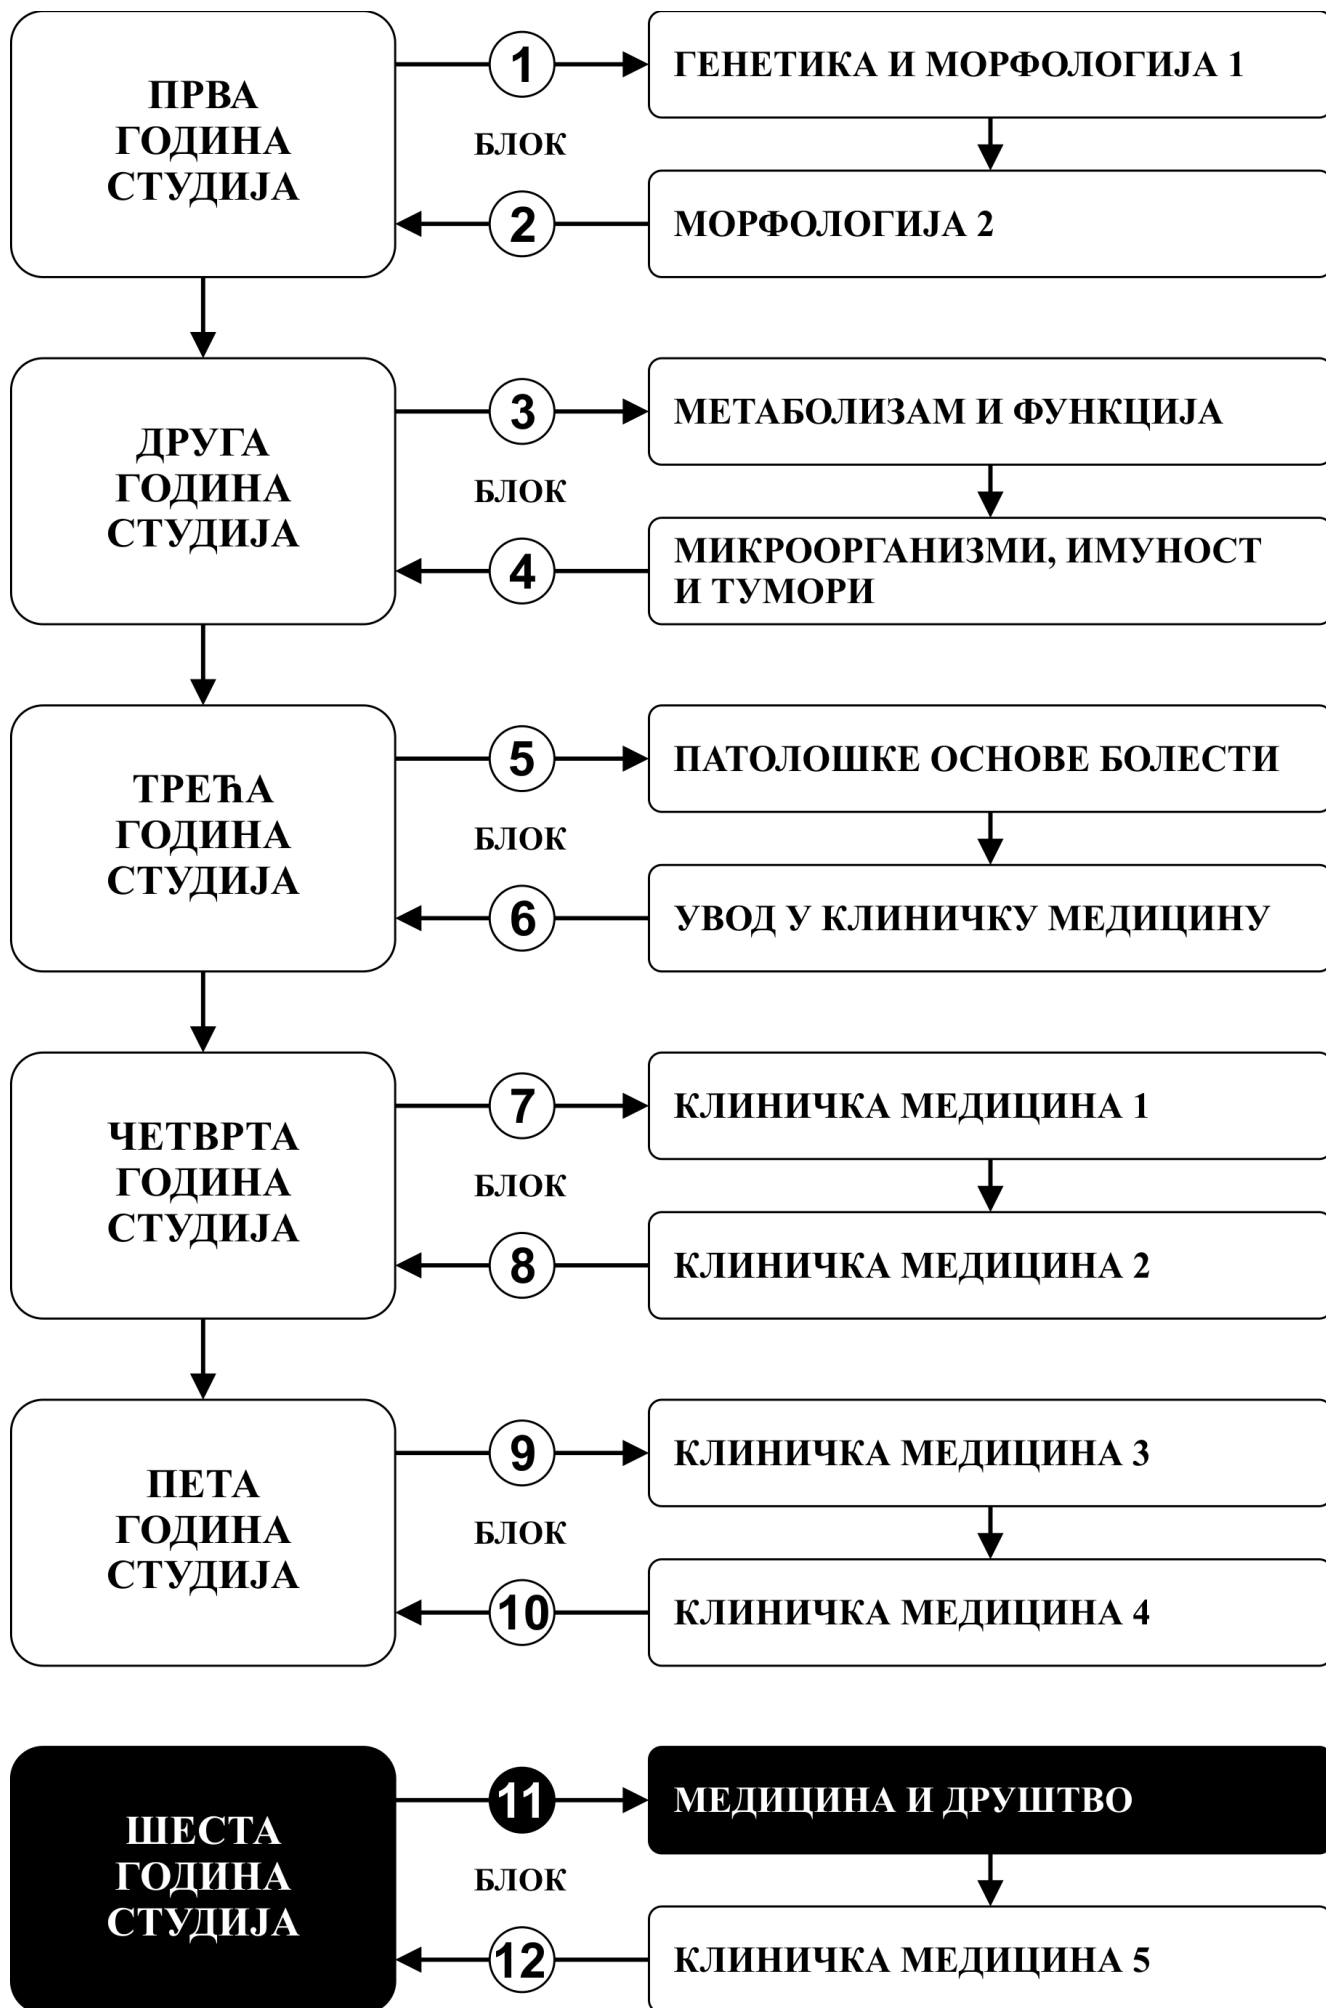 ПРВА
ГОДИНА
СТУДИЈА
1
БЛОК
2
ГЕНЕТИКА И МОРФОЛОГИЈА 1
МОРФОЛОГИЈА 2
ДРУГА
ГОДИНА
СТУДИЈА
3
БЛОК
4
МЕТАБОЛИЗАМ И ФУНКЦИЈА
МИКРООРГАНИЗМИ, ИМУНОСТ
И ТУМОРИ
ТРЕЋА
ГОДИНА
СТУДИЈА
5
БЛОК
6
ПАТОЛОШКЕ ОСНОВЕ БОЛЕСТИ
УВОД У КЛИНИЧКУ МЕДИЦИНУ
ЧЕТВРТА
ГОДИНА
СТУДИЈА
7
БЛОК
8
КЛИНИЧКА МЕДИЦИНА 1
КЛИНИЧКА МЕДИЦИНА 2
ПЕТА
ГОДИНА
СТУДИЈА
9
БЛОК
10
КЛИНИЧКА МЕДИЦИНА 3
КЛИНИЧКА МЕДИЦИНА 4
ШЕСТА
ГОДИНА
СТУДИЈА
11
БЛОК
12
МЕДИЦИНА И ДРУШТВО
КЛИНИЧКА МЕДИЦИНА 5